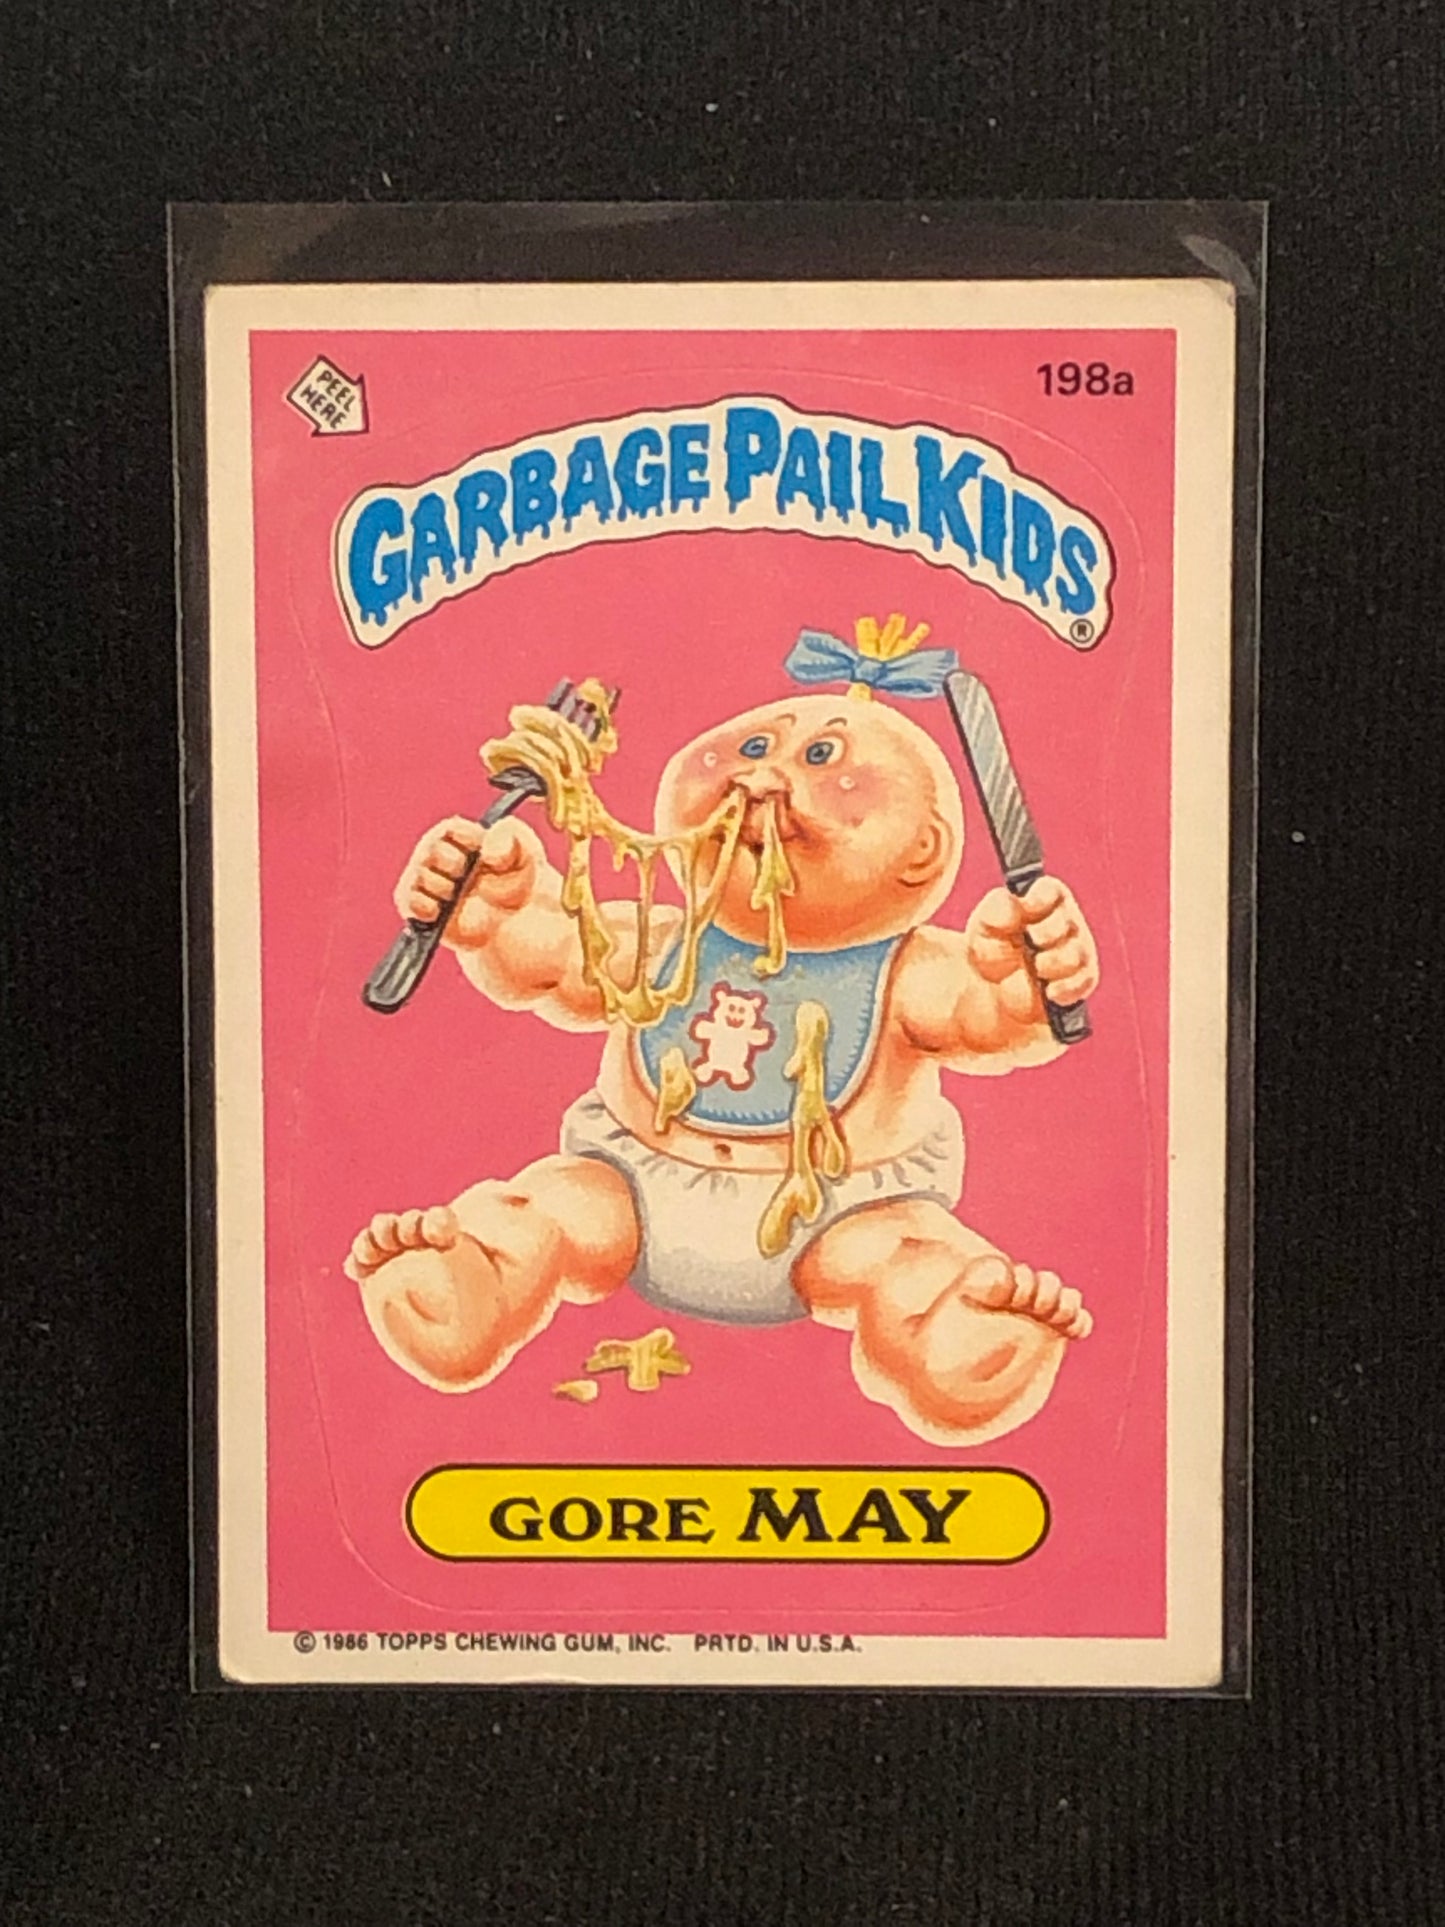 PEEL
HERE
198a
GARBAGE PAIL KIDS®
GORE MAY
© 1986 TOPPS CHEWING GUM, INC. PRTD. IN U.S.A.